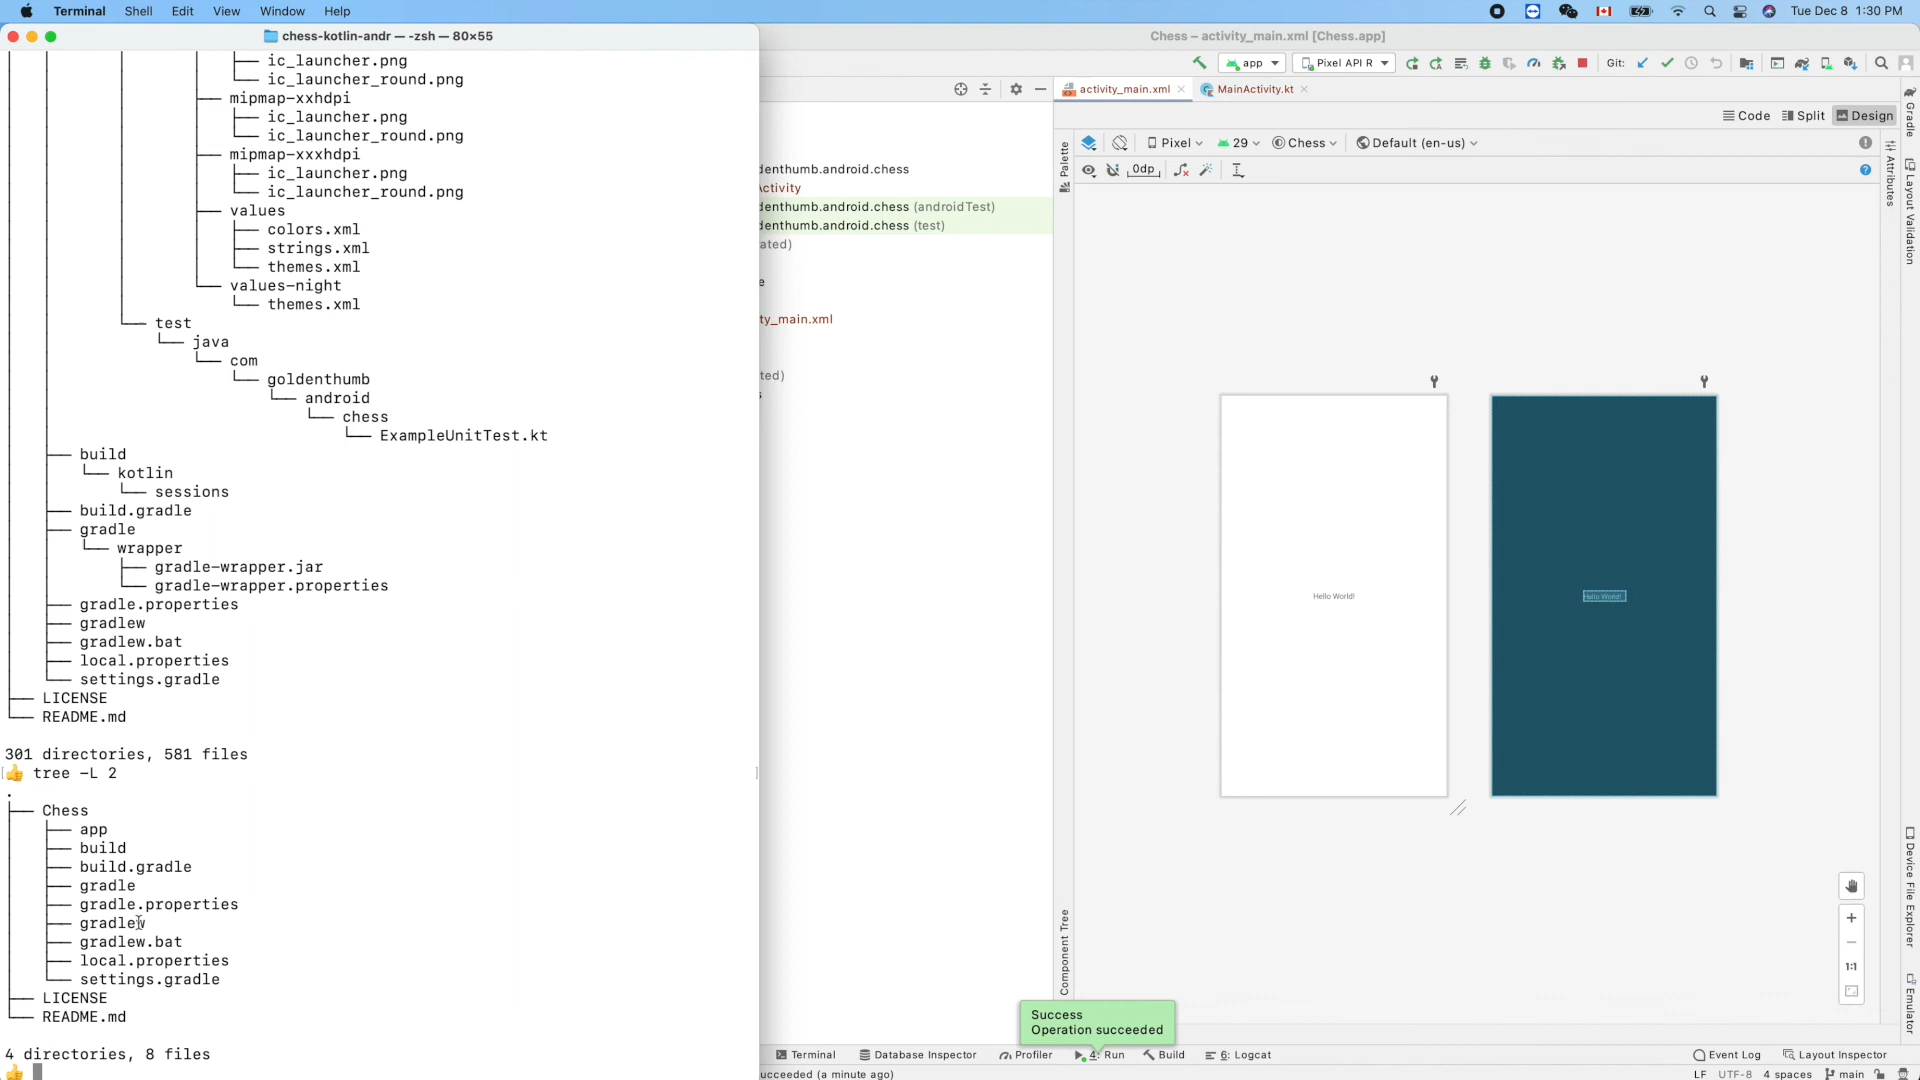 Terminal Shell Edit View Window Help
Tue Dec 8 1:30 PM
chess-kotlin-andr — -zsh — 80×55
ic_launcher.png
ic_launcher_round.png
mipmap-xxhdpi
ic_launcher.png
ic_launcher_round.png
mipmap-xxxhdpi
ic_launcher.png
ic_launcher_round.png
values
colors.xml
strings.xml
themes.xml
values-night
themes.xml
test
java
com
goldenthumb
android
chess
ExampleUnitTest.kt
build
kotlin
sessions
build.gradle
gradle
wrapper
gradle-wrapper.jar
gradle-wrapper.properties
gradle.properties
gradlew
gradlew.bat
local.properties
settings.gradle
LICENSE
README.md
301 directories, 581 files
👍 tree -L 2
.
Chess
app
build
build.gradle
gradle
gradle.properties
gradlew
gradlew.bat
local.properties
settings.gradle
LICENSE
README.md
4 directories, 8 files
👍
Chess – activity_main.xml [Chess.app]
app Pixel API R Git:
activity_main.xml MainActivity.kt
Code Split Design
Pixel 29 Chess Default (en-us)
0dp
denthumb.android.chess
Activity
denthumb.android.chess (androidTest)
denthumb.android.chess (test)
ated)
e
ty_main.xml
ted)
s
Palette
Component Tree
Hello World!
Hello World!
1:1
Gradle
Layout Validation
Attributes
Device File Explorer
Emulator
Success
Operation succeeded
Terminal Database Inspector Profiler 4: Run Build 6: Logcat Event Log Layout Inspector
ucceeded (a minute ago) LF UTF-8 4 spaces main